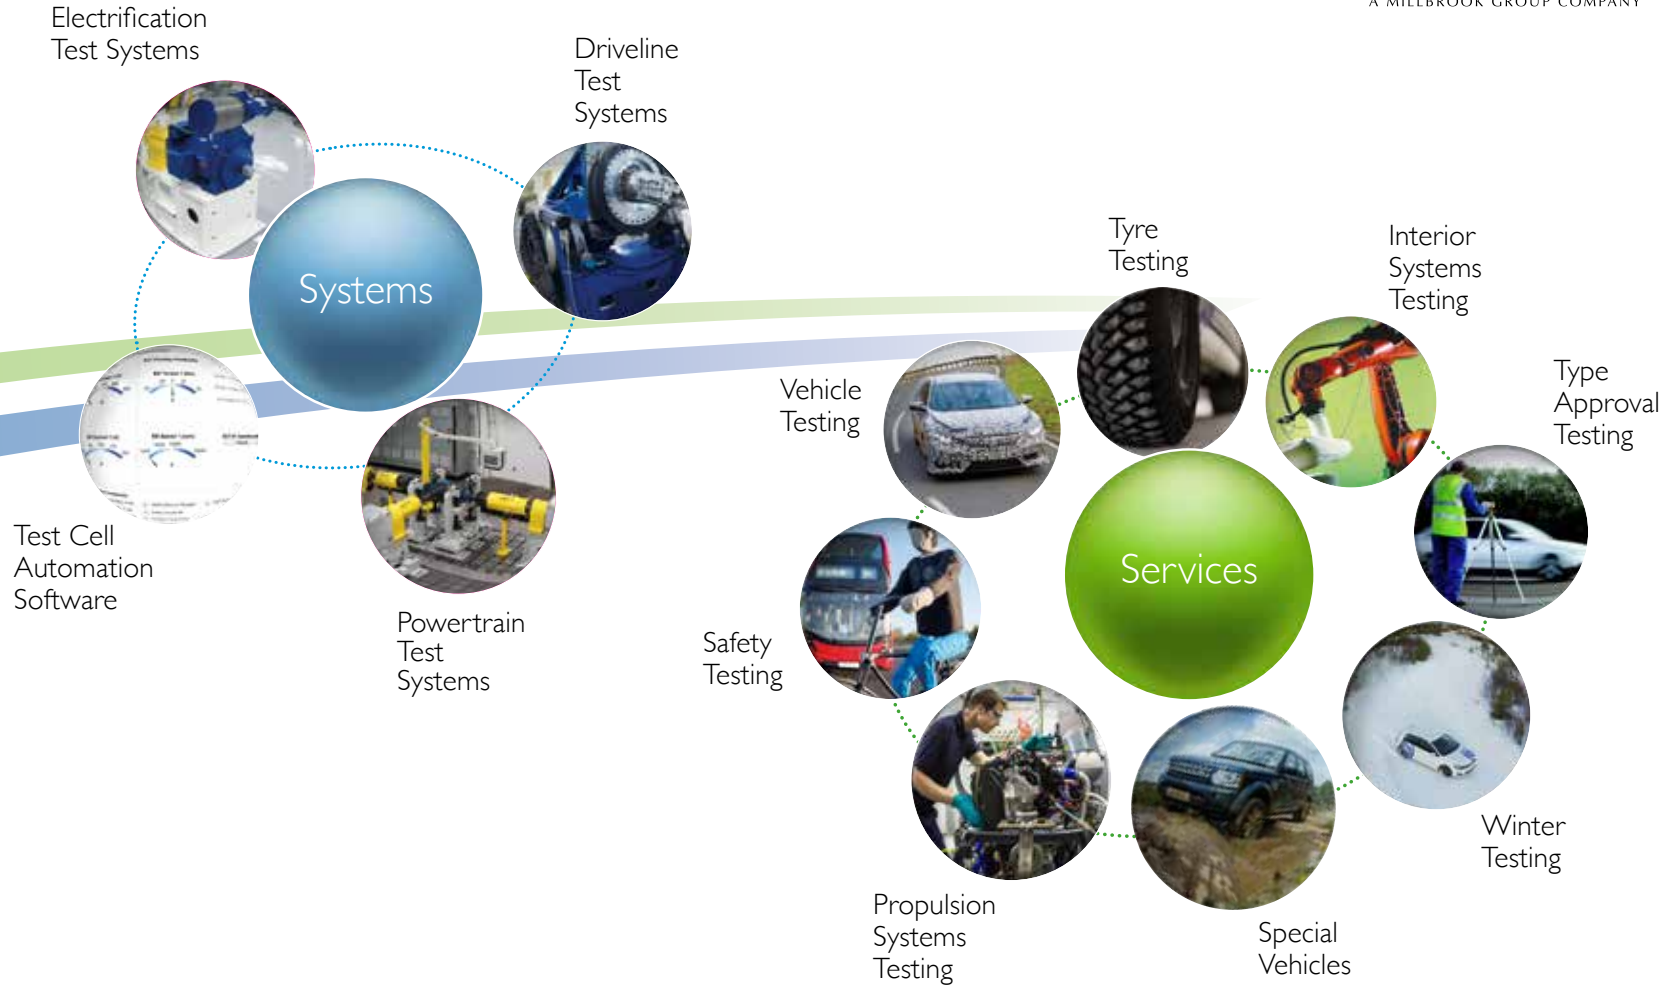 A MILLBROOK GROUP COMPANY
Electrification
Test Systems
Driveline
Test
Systems
Systems
Test Cell
Automation
Software
Powertrain
Test
Systems
Tyre
Testing
Interior
Systems
Testing
Vehicle
Testing
Type
Approval
Testing
Services
Safety
Testing
Winter
Testing
Propulsion
Systems
Testing
Special
Vehicles